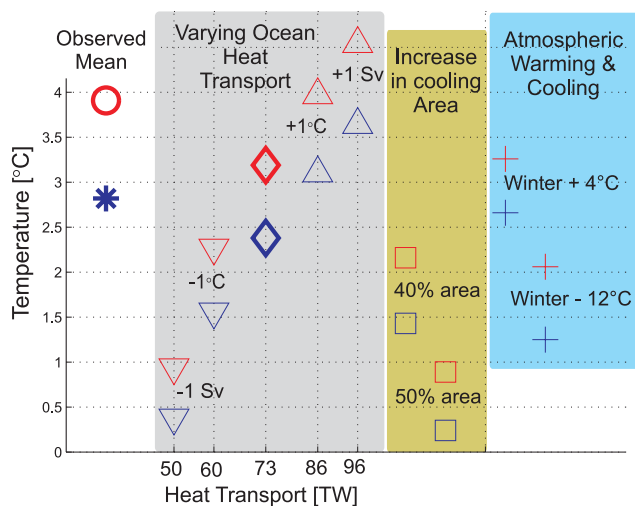 Observed
Mean
Varying Ocean
Heat
Transport
Increase
in cooling
Area
Atmospheric
Warming &
Cooling
+1 Sv
+1°C
-1°C
-1 Sv
40% area
50% area
Winter + 4°C
Winter - 12°C
Temperature [°C]
4
3.5
3
2.5
2
1.5
1
0.5
0
50 60 73 86 96
Heat Transport [TW]